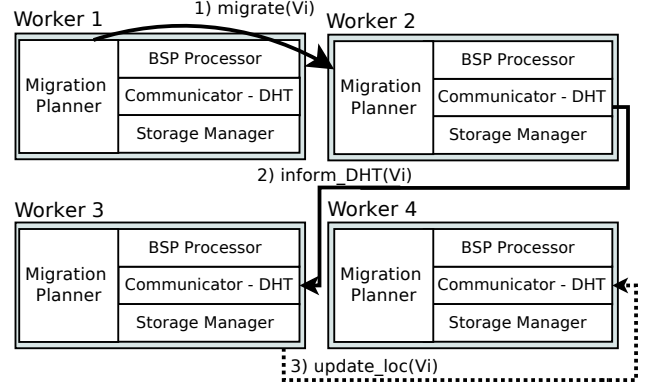 1) migrate(Vi)
Worker 1
Migration
Planner
BSP Processor
Communicator - DHT
Storage Manager
Worker 2
Migration
Planner
BSP Processor
Communicator - DHT
Storage Manager
2) inform_DHT(Vi)
Worker 3
Migration
Planner
BSP Processor
Communicator - DHT
Storage Manager
Worker 4
Migration
Planner
BSP Processor
Communicator - DHT
Storage Manager
3) update_loc(Vi)